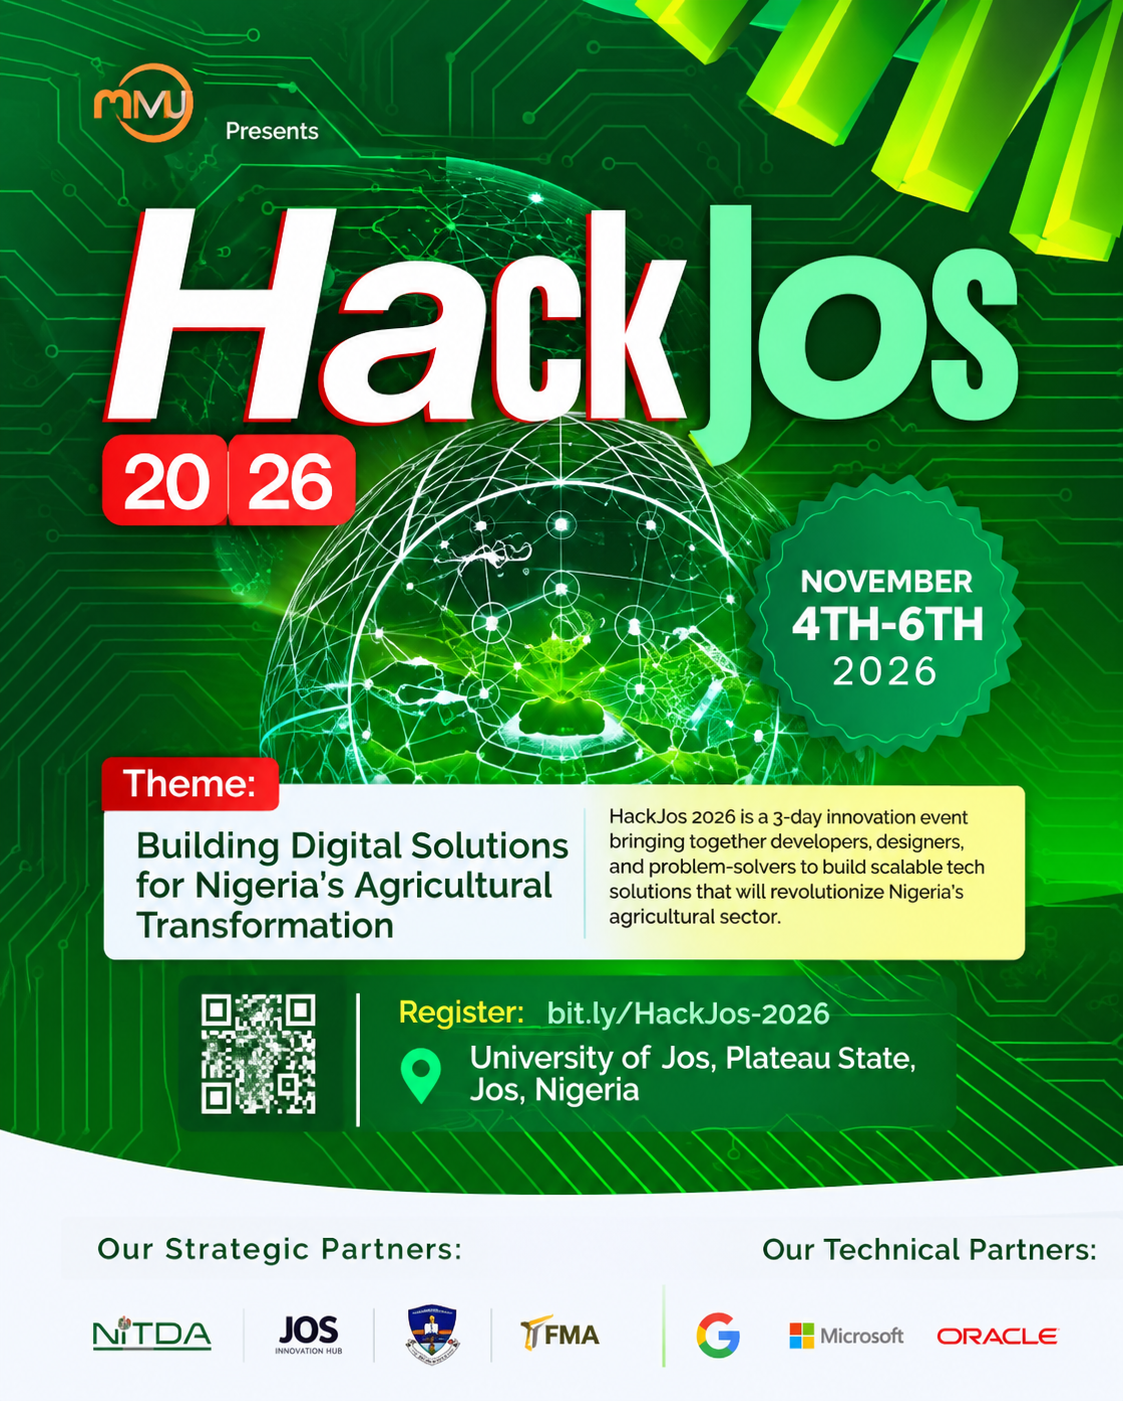 mMU
Presents
HackJos
20 26
NOVEMBER
4TH-6TH
2026
Theme:
Building Digital Solutions
for Nigeria's Agricultural
Transformation
HackJos 2026 is a 3-day innovation event
bringing together developers, designers,
and problem-solvers to build scalable tech
solutions that will revolutionize Nigeria's
agricultural sector.
Register: bit.ly/HackJos-2026
University of Jos, Plateau State,
Jos, Nigeria
Our Strategic Partners:
Our Technical Partners:
NiTDA
JOS
INNOVATION HUB
FMA
G
Microsoft
ORACLE